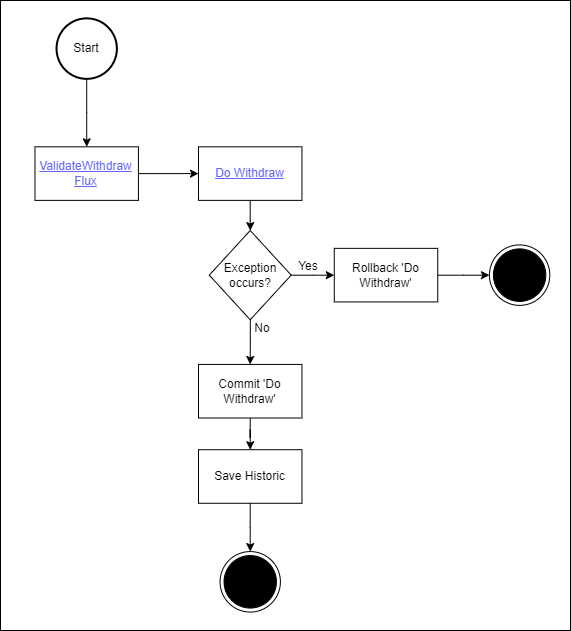 Start
ValidateWithdraw
Flux
Do Withdraw
Exception
occurs?
Yes
Rollback 'Do
Withdraw'
No
Commit 'Do
Withdraw'
Save Historic